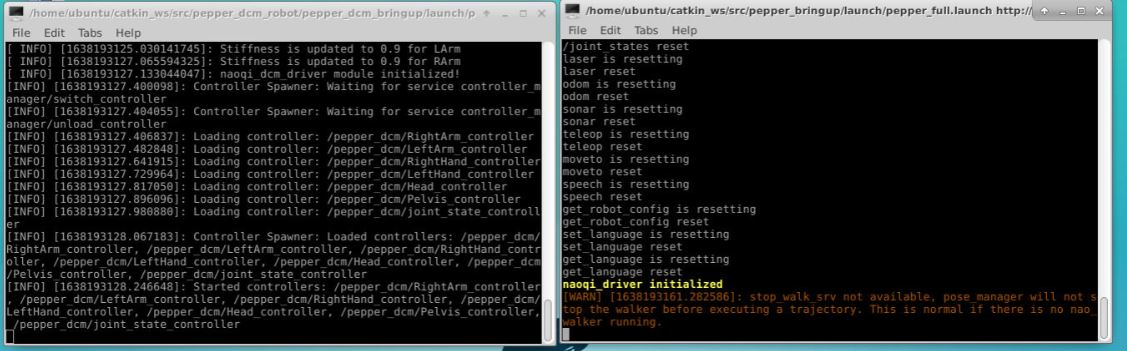 /home/ubuntu/catkin_ws/src/pepper_dcm_robot/pepper_dcm_bringup/launch/p
File Edit Tabs Help
[ INFO] [1638193125.030141745]: Stiffness is updated to 0.9 for LArm
[ INFO] [1638193127.065594325]: Stiffness is updated to 0.9 for RArm
[ INFO] [1638193127.133044047]: naoqi_dcm_driver module initialized!
[INFO] [1638193127.400098]: Controller Spawner: Waiting for service controller_m
anager/switch_controller
[INFO] [1638193127.404055]: Controller Spawner: Waiting for service controller_m
anager/unload_controller
[INFO] [1638193127.406837]: Loading controller: /pepper_dcm/RightArm_controller
[INFO] [1638193127.482848]: Loading controller: /pepper_dcm/LeftArm_controller
[INFO] [1638193127.641915]: Loading controller: /pepper_dcm/RightHand_controller
[INFO] [1638193127.729964]: Loading controller: /pepper_dcm/LeftHand_controller
[INFO] [1638193127.817050]: Loading controller: /pepper_dcm/Head_controller
[INFO] [1638193127.896096]: Loading controller: /pepper_dcm/Pelvis_controller
[INFO] [1638193127.980880]: Loading controller: /pepper_dcm/joint_state_controll
er
[INFO] [1638193128.067183]: Controller Spawner: Loaded controllers: /pepper_dcm/
RightArm_controller, /pepper_dcm/LeftArm_controller, /pepper_dcm/RightHand_contr
oller, /pepper_dcm/LeftHand_controller, /pepper_dcm/Head_controller, /pepper_dcm
/Pelvis_controller, /pepper_dcm/joint_state_controller
[INFO] [1638193128.246648]: Started controllers: /pepper_dcm/RightArm_controller
, /pepper_dcm/LeftArm_controller, /pepper_dcm/RightHand_controller, /pepper_dcm/
LeftHand_controller, /pepper_dcm/Head_controller, /pepper_dcm/Pelvis_controller,
/pepper_dcm/joint_state_controller
/home/ubuntu/catkin_ws/src/pepper_bringup/launch/pepper_full.launch http://
File Edit Tabs Help
/joint_states reset
laser is resetting
laser reset
odom is resetting
odom reset
sonar is resetting
sonar reset
teleop is resetting
teleop reset
moveto is resetting
moveto reset
speech is resetting
speech reset
get_robot_config is resetting
get_robot_config reset
set_language is resetting
set_language reset
get_language is resetting
get_language reset
naoqi_driver initialized
[WARN] [1638193161.282586]: stop_walk_srv not available, pose_manager will not s
top the walker before executing a trajectory. This is normal if there is no nao_
walker running.